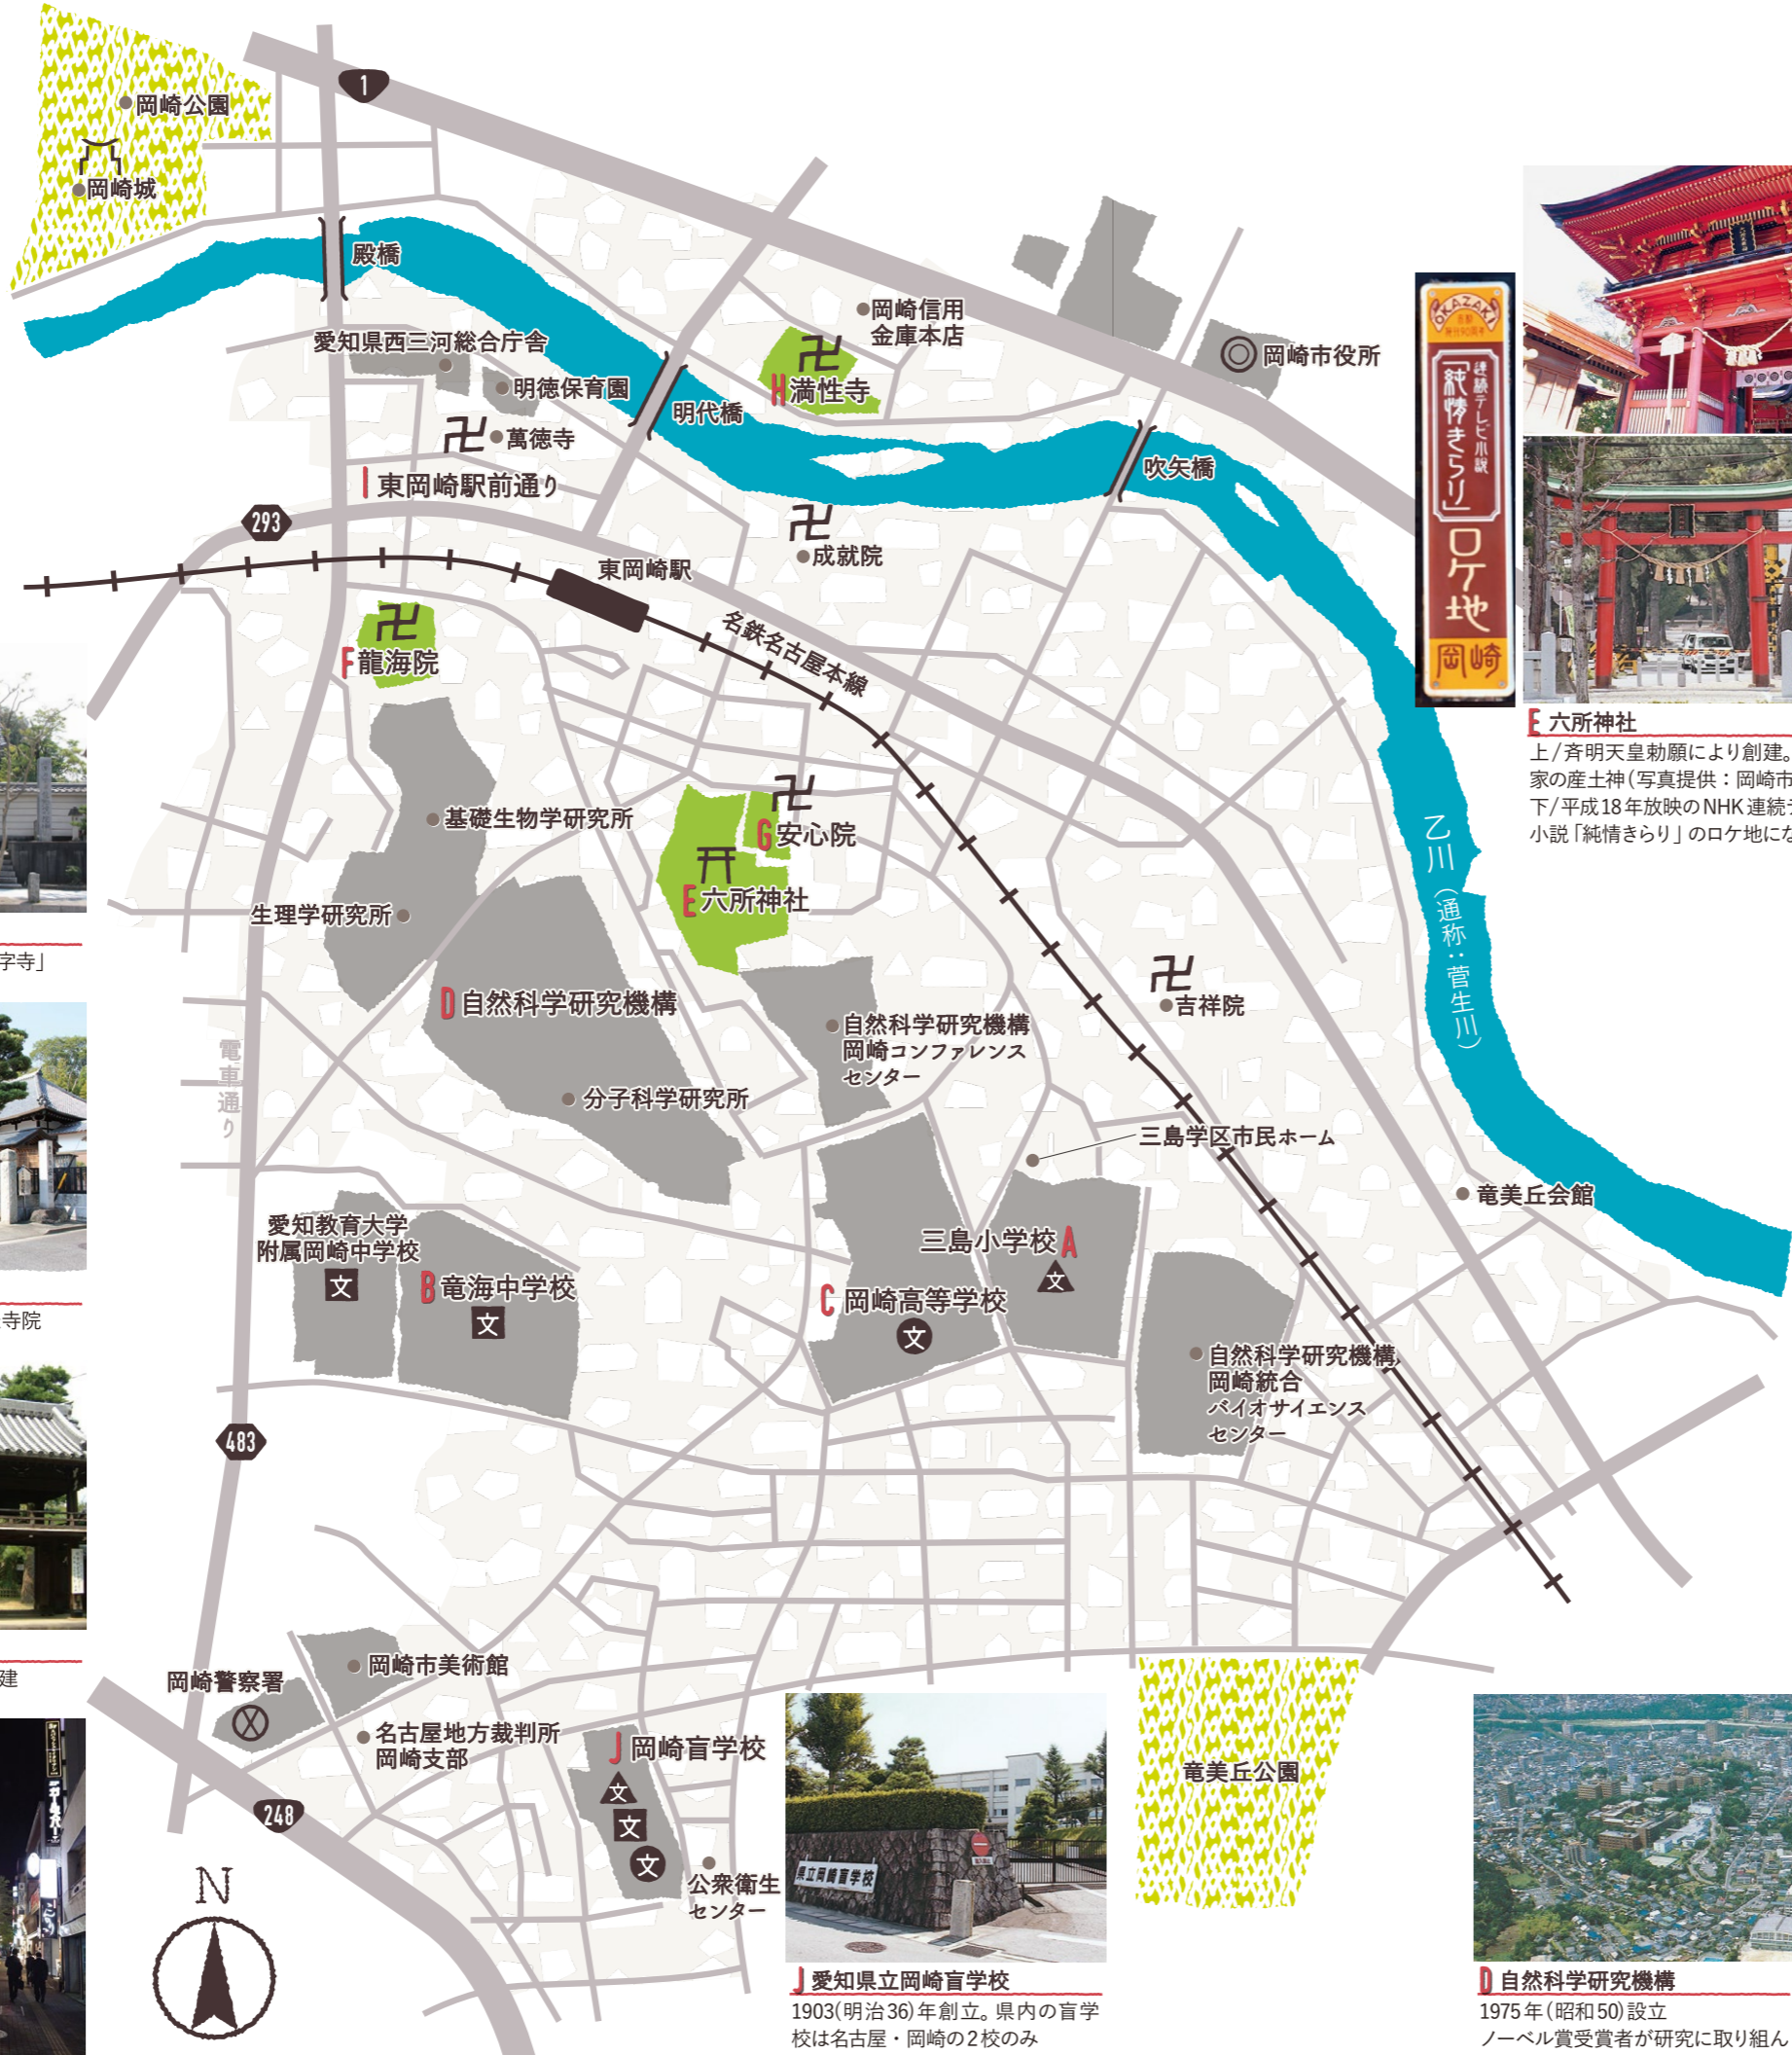 1
岡崎公園
岡崎城
殿橋
愛知県西三河総合庁舎
明徳保育園
萬徳寺
I 東岡崎駅前通り
293
岡崎信用
金庫本店
H 満性寺
明代橋
岡崎市役所
吹矢橋
成就院
東岡崎駅
名鉄名古屋本線
F 龍海院
基礎生物学研究所
G 安心院
E 六所神社
生理学研究所
D 自然科学研究機構
自然科学研究機構
岡崎コンファレンス
センター
分子科学研究所
吉祥院
乙川(通称:菅生川)
電車通り
三島学区市民ホーム
竜美丘会館
愛知教育大学
附属岡崎中学校
文
B 竜海中学校
文
三島小学校 A
文
C 岡崎高等学校
文
自然科学研究機構
岡崎統合
バイオサイエンス
センター
483
岡崎市美術館
岡崎警察署
名古屋地方裁判所
岡崎支部
J 岡崎盲学校
文
文
文
公衆衛生
センター
248
竜美丘公園
N
OKAZAKI
連続テレビ小説
「純情きらり」
ロケ地
岡崎
E 六所神社
上/斉明天皇勅願により創建。
家の産土神(写真提供:岡崎市
下/平成18年放映のNHK連続テ
小説「純情きらり」のロケ地にな
字寺」
寺院
建
県立岡崎盲学校
J 愛知県立岡崎盲学校
1903(明治36)年創立。県内の盲学
校は名古屋・岡崎の2校のみ
D 自然科学研究機構
1975年(昭和50)設立
ノーベル賞受賞者が研究に取り組ん